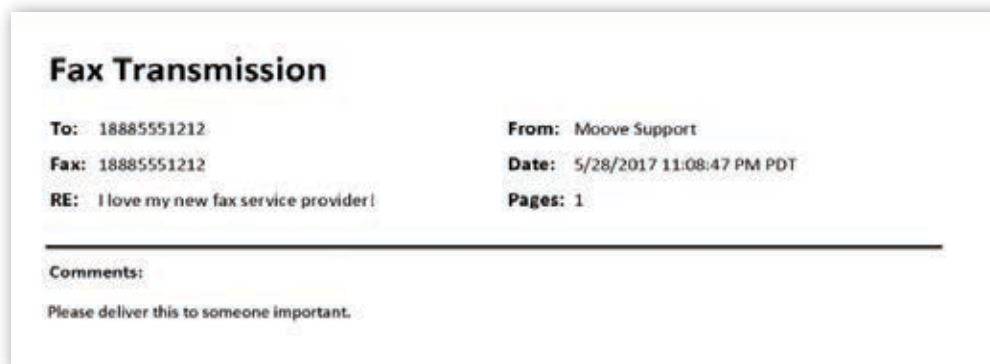 Fax Transmission
To: 18885551212 From: Moove Support
Fax: 18885551212 Date: 5/28/2017 11:08:47 PM PDT
RE: I love my new fax service provider! Pages: 1
Comments:
Please deliver this to someone important.